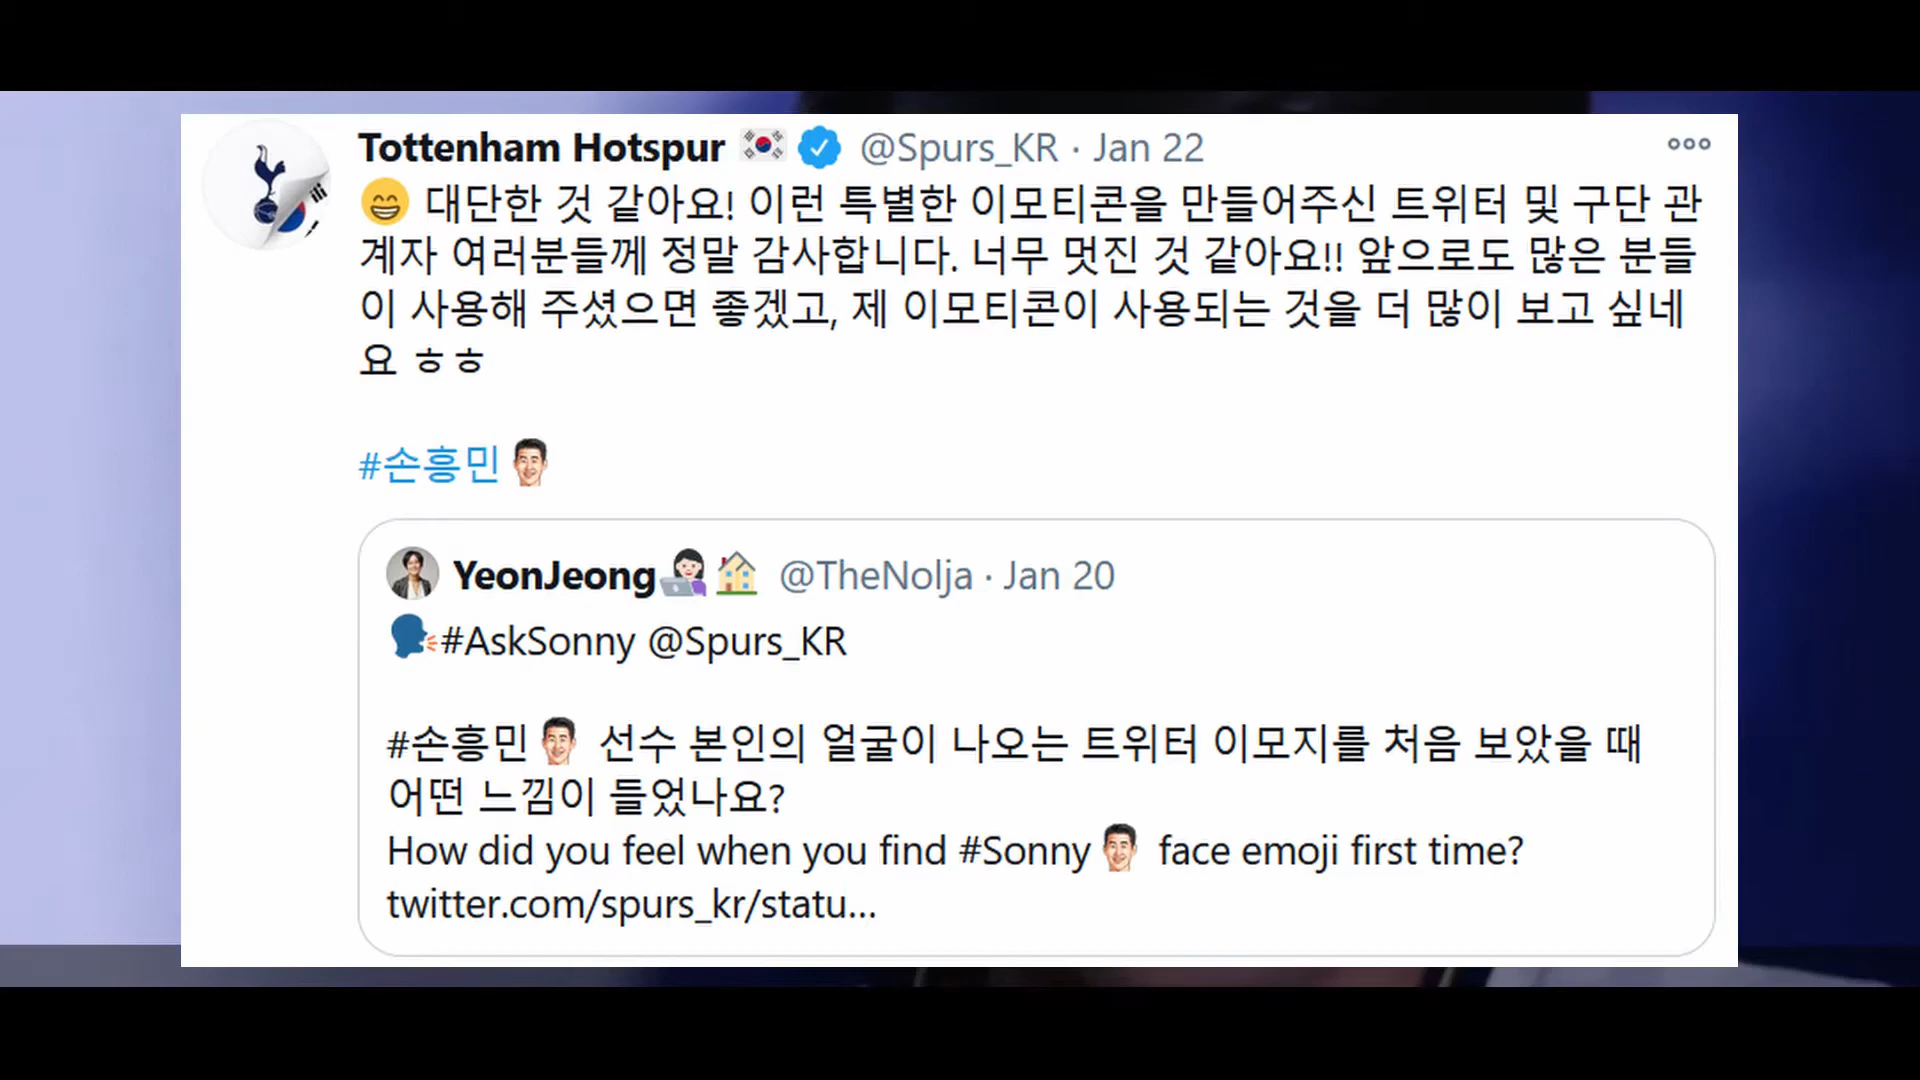 Tottenham Hotspur 🇰🇷 @Spurs_KR · Jan 22
😁 대단한 것 같아요! 이런 특별한 이모티콘을 만들어주신 트위터 및 구단 관
계자 여러분들께 정말 감사합니다. 너무 멋진 것 같아요!! 앞으로도 많은 분들
이 사용해 주셨으면 좋겠고, 제 이모티콘이 사용되는 것을 더 많이 보고 싶네
요 ㅎㅎ
#손흥민
YeonJeong👩🏻‍💻🏡 @TheNolja · Jan 20
🗣#AskSonny @Spurs_KR
#손흥민 선수 본인의 얼굴이 나오는 트위터 이모지를 처음 보았을 때
어떤 느낌이 들었나요?
How did you feel when you find #Sonny face emoji first time?
twitter.com/spurs_kr/statu...